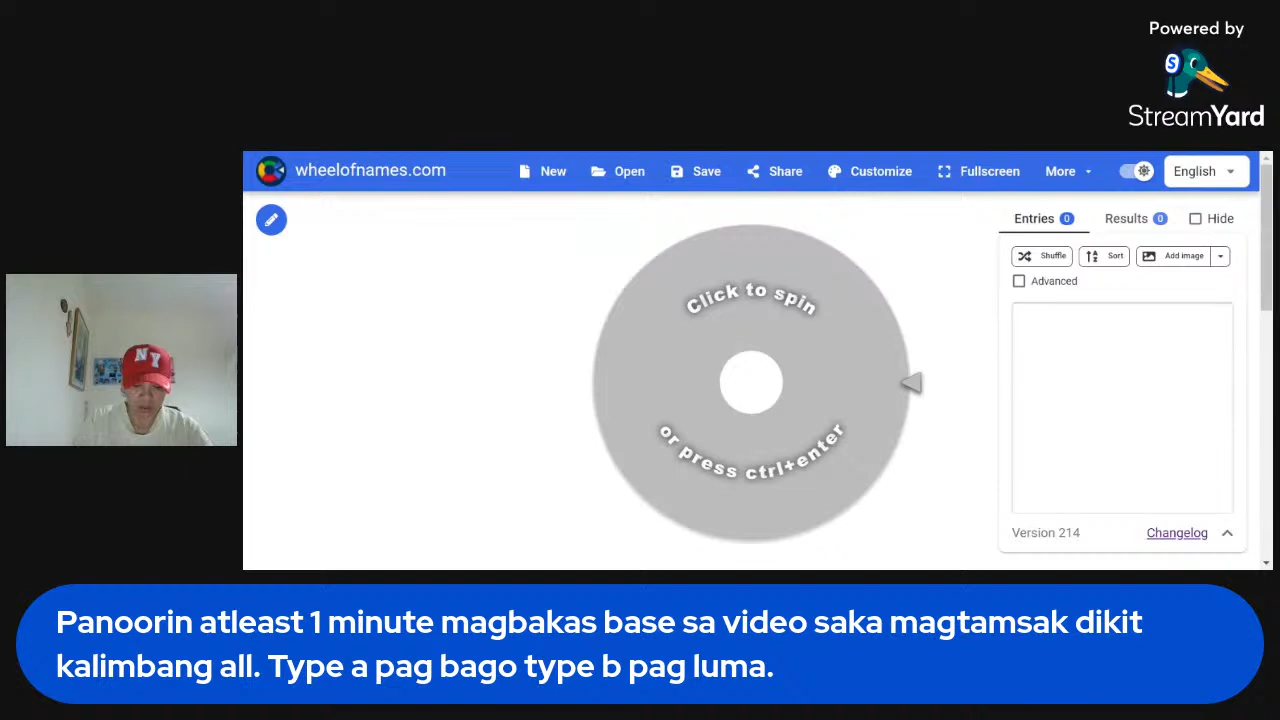 Powered by
StreamYard
wheelofnames.com
New
Open
Save
Share
Customize
Fullscreen
More
English
Entries 0
Results 0
Hide
Shuffle
Sort
Add image
Advanced
Click to spin
or press ctrl+enter
NY
Version 214
Changelog
Panoorin atleast 1 minute magbakas base sa video saka magtamsak dikit
kalimbang all. Type a pag bago type b pag luma.